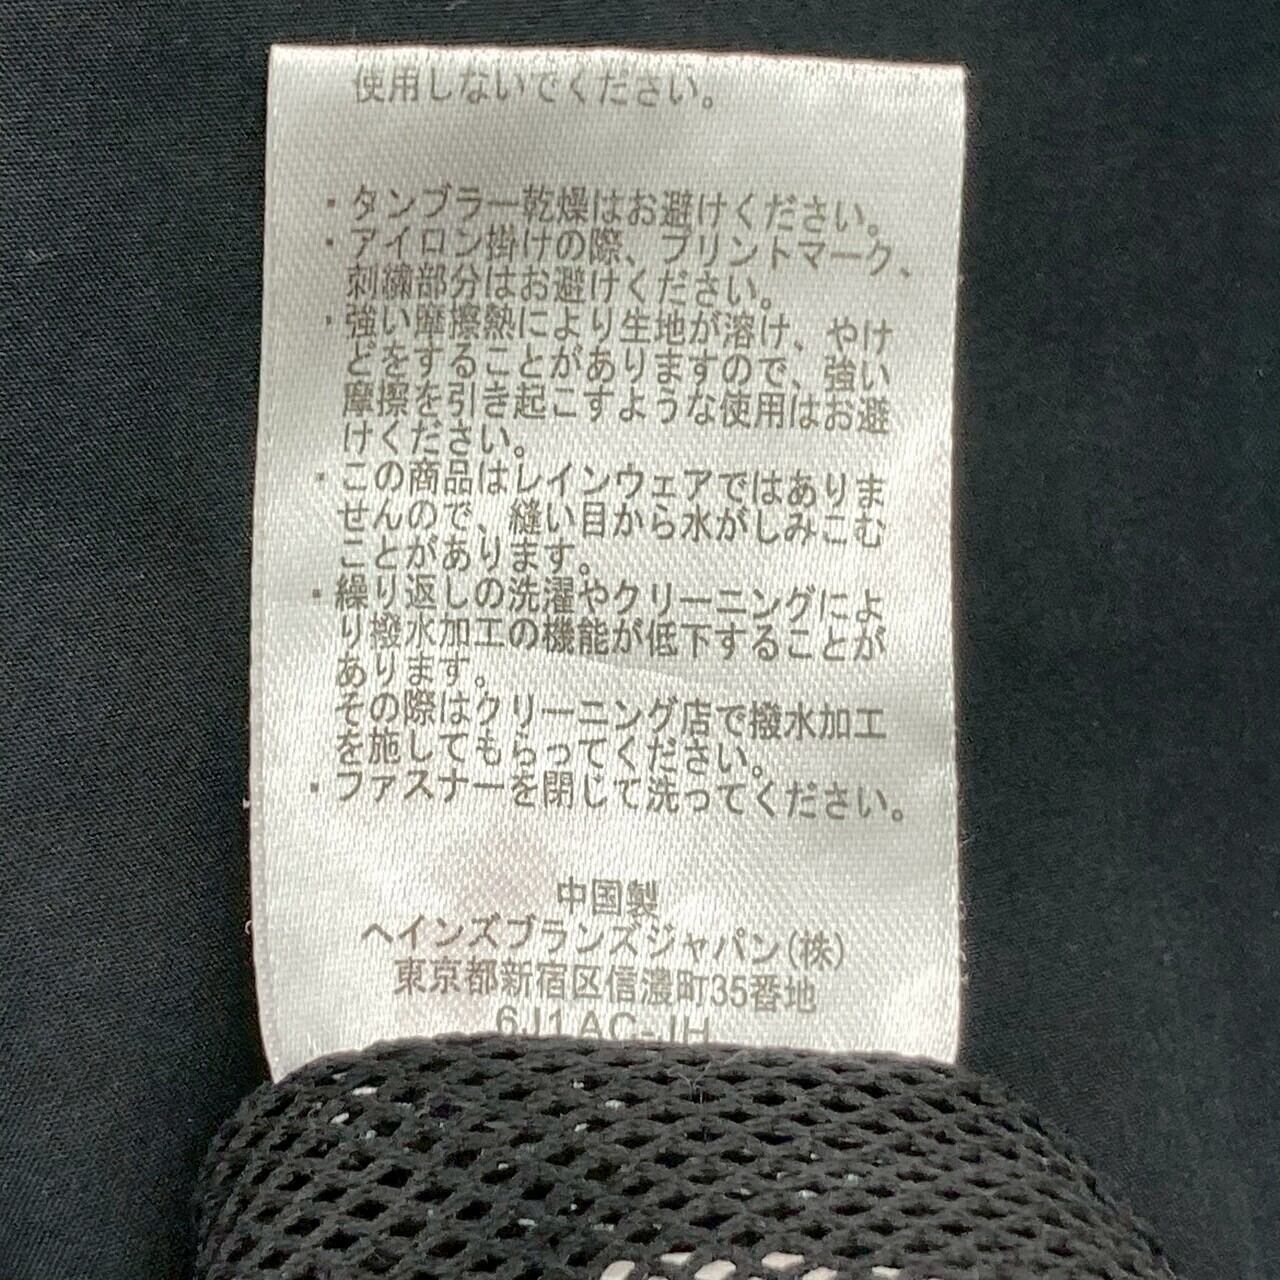 使用しないでください。
・タンブラー乾燥はお避けください。
・アイロン掛けの際、プリントマーク、
刺繍部分はお避けください。
・強い摩擦熱により生地が溶け、やけ
どをすることがありますので、強い
摩擦を引き起こすような使用はお避
けください。
・この商品はレインウェアではありま
せんので、縫い目から水がしみこむ
ことがあります。
・繰り返しの洗濯やクリーニングによ
り撥水加工の機能が低下することが
あります。
その際はクリーニング店で撥水加工
を施してもらってください。
・ファスナーを閉じて洗ってください。
中国製
ヘインズブランズジャパン(株)
東京都新宿区信濃町35番地
6J1AC-JH